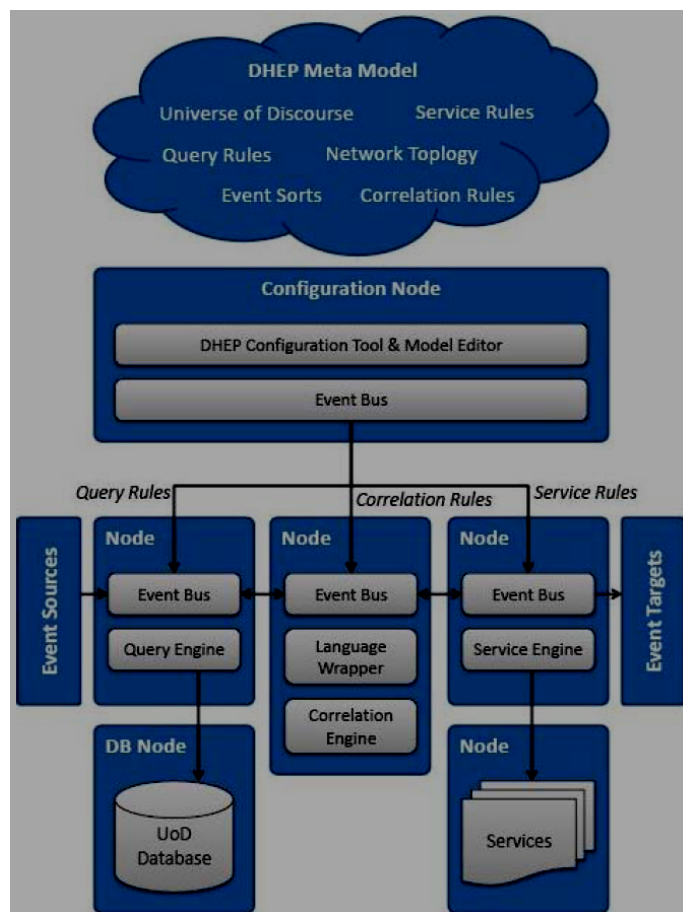 DHEP Meta Model
Universe of Discourse
Service Rules
Query Rules
Network Toplogy
Event Sorts
Correlation Rules
Configuration Node
DHEP Configuration Tool & Model Editor
Event Bus
Query Rules
Correlation Rules
Service Rules
Event Sources
Node
Event Bus
Query Engine
Node
Event Bus
Language
Wrapper
Correlation
Engine
Node
Event Bus
Service Engine
Event Targets
DB Node
UoD
Database
Node
Services